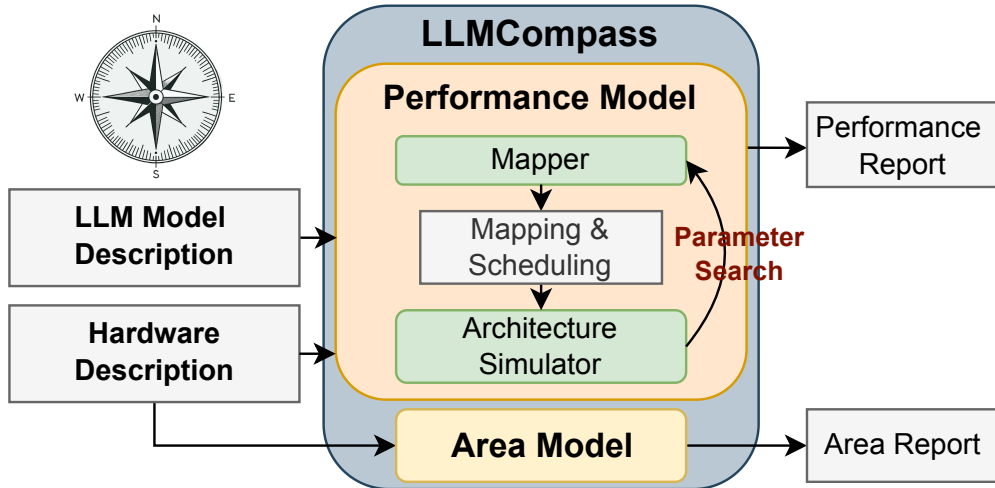 N
W
E
S
LLMCompass
Performance Model
Mapper
Mapping &
Scheduling
Architecture
Simulator
Parameter
Search
LLM Model
Description
Hardware
Description
Area Model
Performance
Report
Area Report